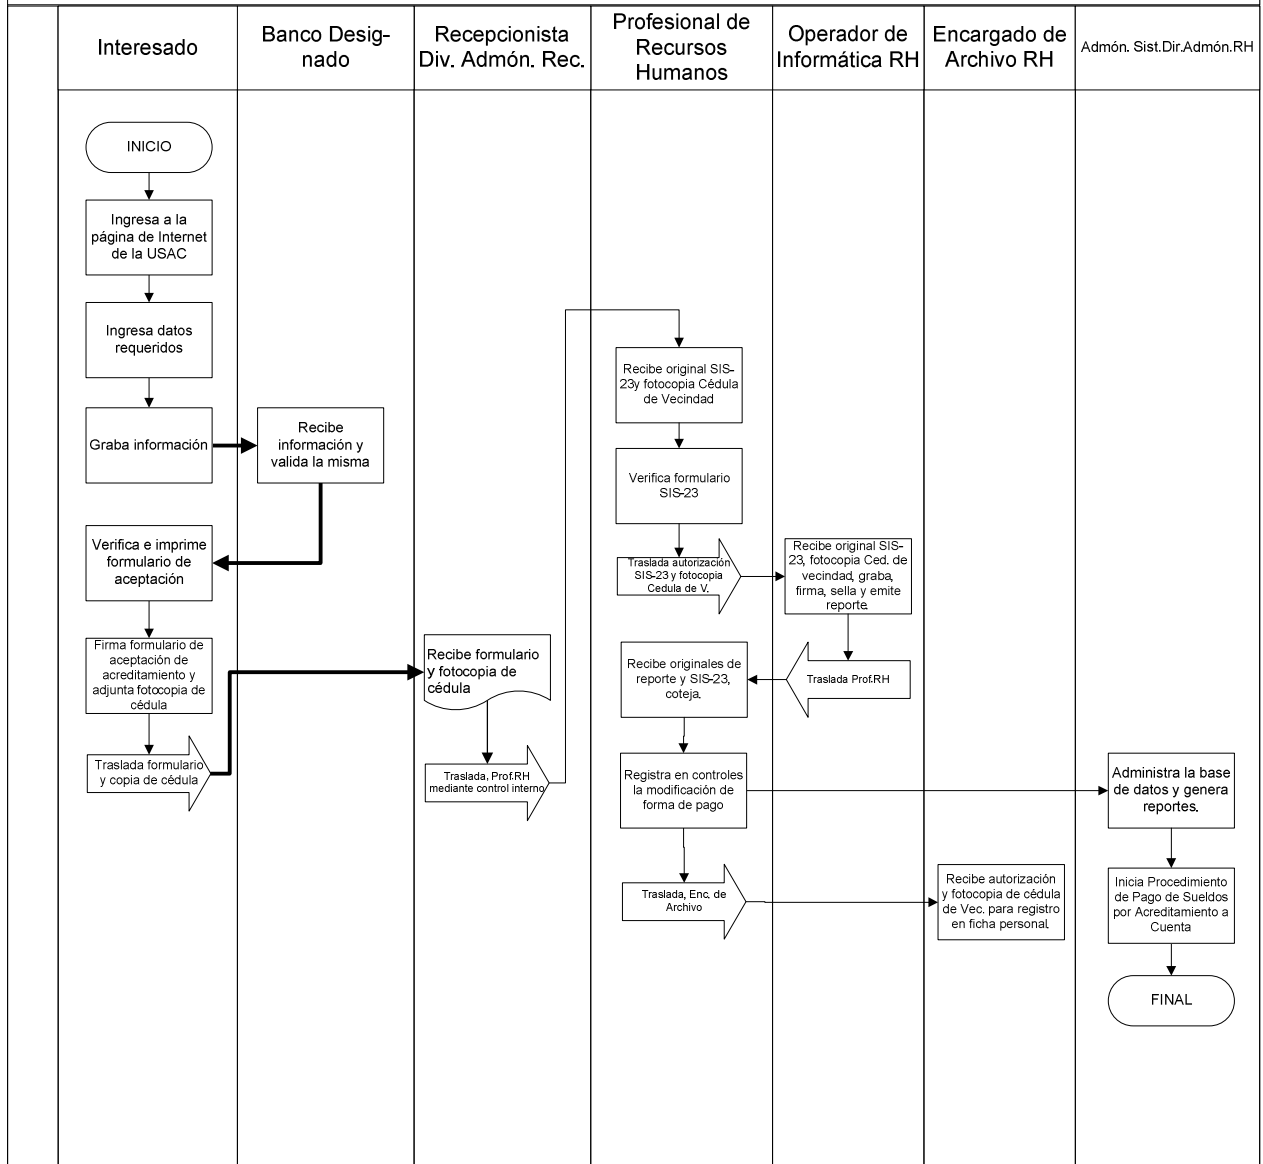 Interesado
Banco Desig-
nado
Recepcionista
Div. Admón. Rec.
Profesional de
Recursos
Humanos
Operador de
Informática RH
Encargado de
Archivo RH
Admón. Sist.Dir.Admón.RH
INICIO
Ingresa a la
página de Internet
de la USAC
Ingresa datos
requeridos
Graba información
Recibe
información y
valida la misma
Verifica e imprime
formulario de
aceptación
Firma formulario de
aceptación de
acreditamiento y
adjunta fotocopia de
cédula
Traslada formulario
y copia de cédula
Recibe formulario
y fotocopia de
cédula
Traslada, Prof.RH
mediante control interno
Recibe original SIS-
23y fotocopia Cédula
de Vecindad
Verifica formulario
SIS-23
Traslada autorización
SIS-23 y fotocopia
Cedula de V.
Recibe original SIS-
23, fotocopia Ced. de
vecindad, graba,
firma, sella y emite
reporte.
Traslada Prof.RH
Recibe originales de
reporte y SIS-23,
coteja.
Registra en controles
la modificación de
forma de pago
Traslada, Enc. de
Archivo
Recibe autorización
y fotocopia de cédula
de Vec. para registro
en ficha personal.
Administra la base
de datos y genera
reportes.
Inicia Procedimiento
de Pago de Sueldos
por Acreditamiento a
Cuenta
FINAL